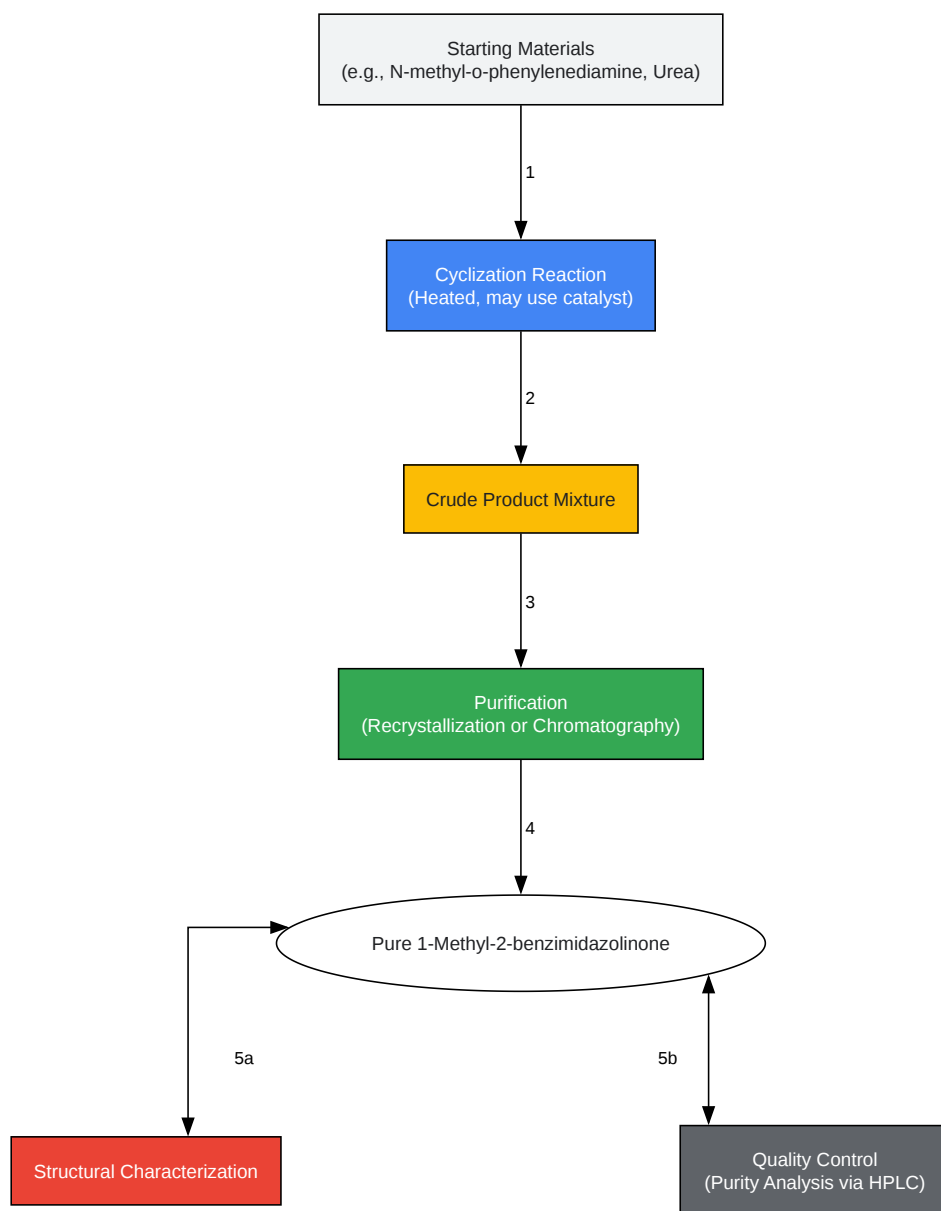 Starting Materials
(e.g., N-methyl-o-phenylenediamine, Urea)
1
Cyclization Reaction
(Heated, may use catalyst)
2
Crude Product Mixture
3
Purification
(Recrystallization or Chromatography)
4
Pure 1-Methyl-2-benzimidazolinone
5a
5b
Structural Characterization
Quality Control
(Purity Analysis via HPLC)